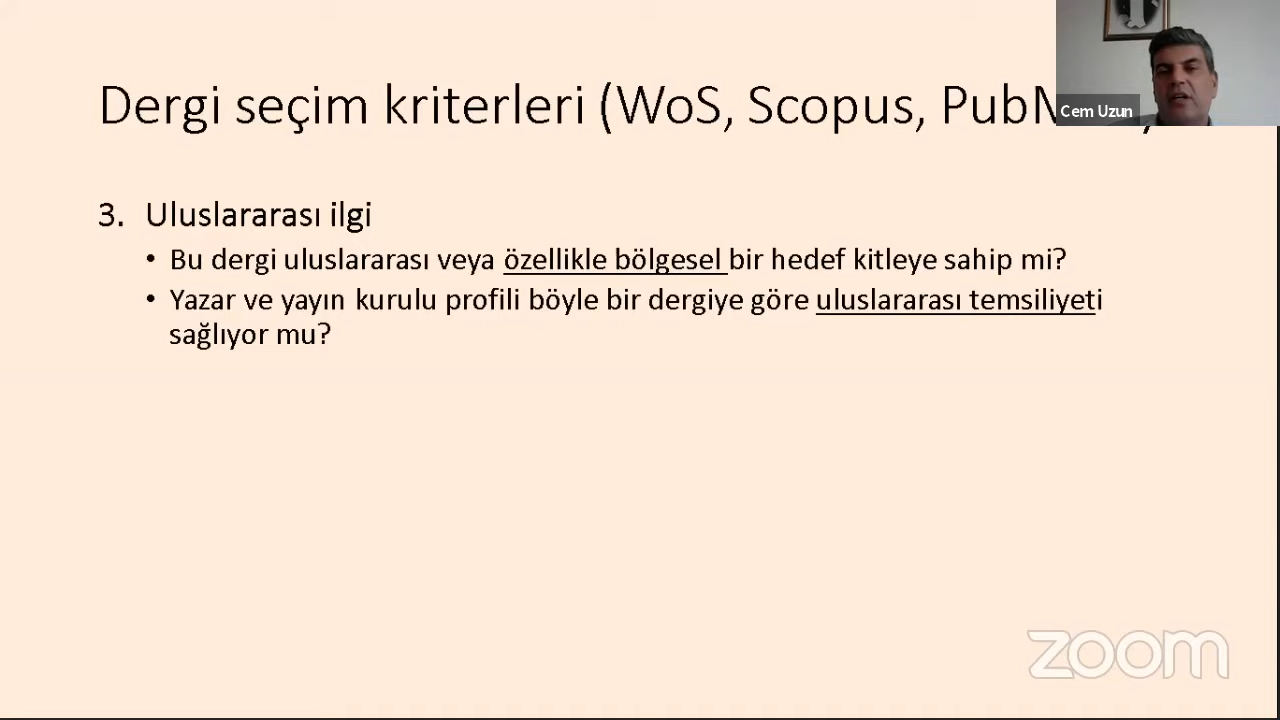 Dergi seçim kriterleri (WoS, Scopus,
Cem Uzun
3. Uluslararası ilgi
• Bu dergi uluslararası veya özellikle bölgesel bir hedef kitleye sahip mi?
• Yazar ve yayın kurulu profili böyle bir dergiye göre uluslararası temsiliyeti
sağlıyor mu?
zoom